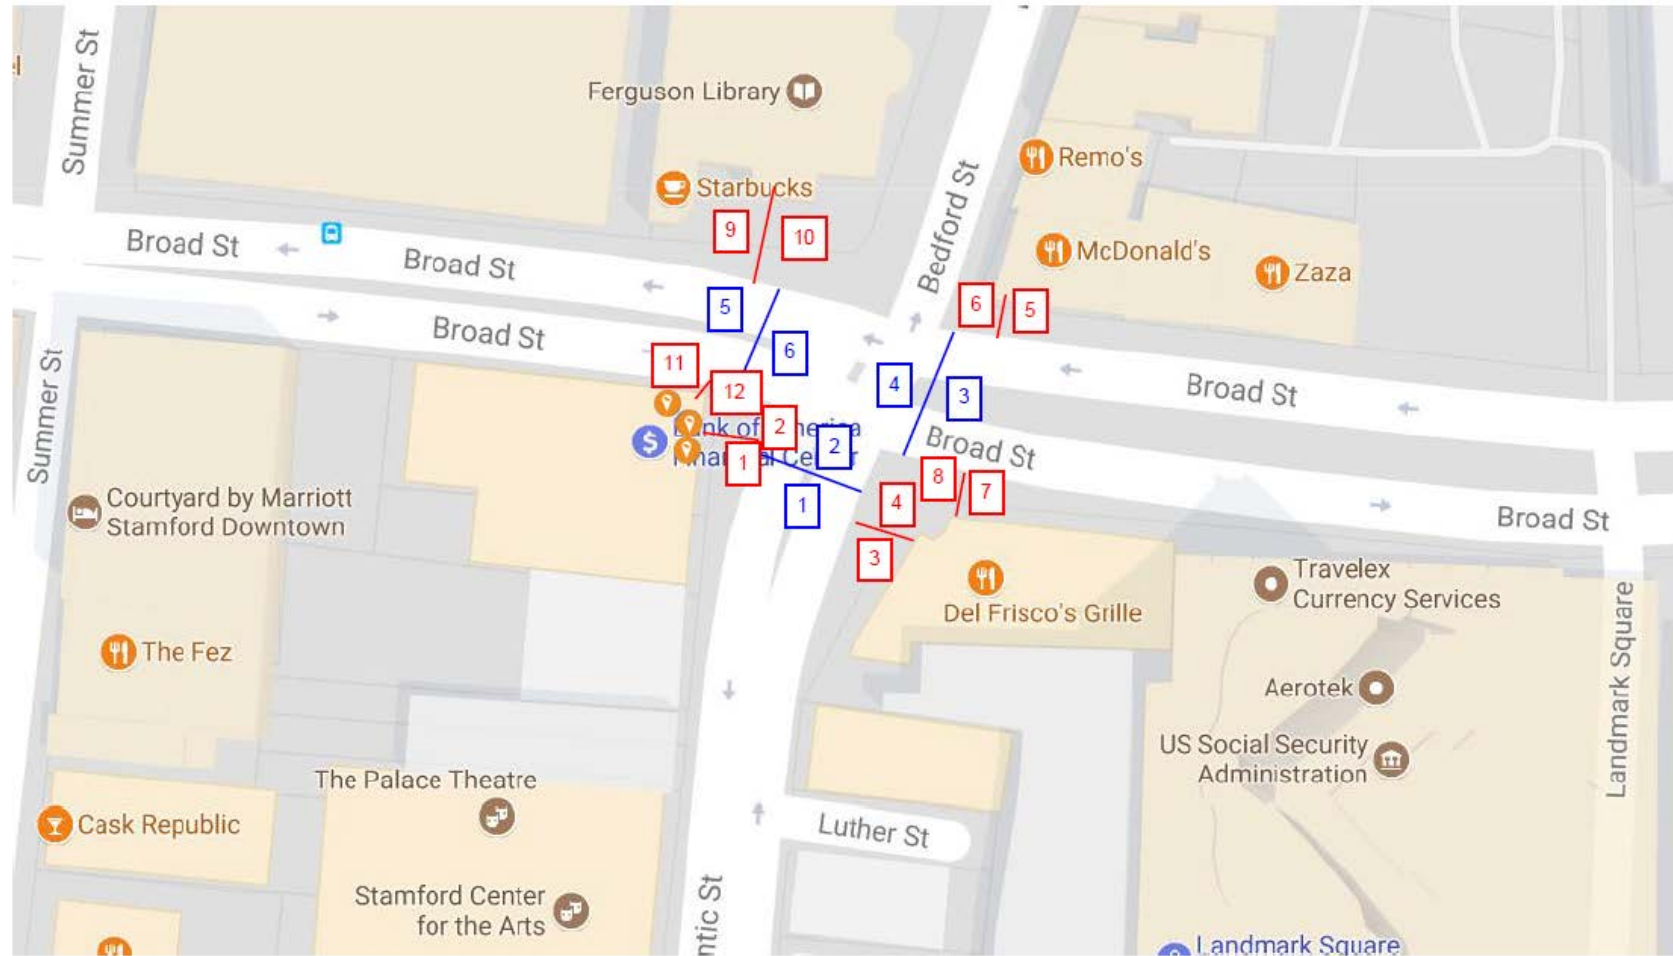 Summer St
Ferguson Library
Remo's
Starbucks
Bedford St
9
10
Broad St
Broad St
McDonald's
Zaza
5
6
6
5
Broad St
Summer St
11
12
4
3
Broad St
Broad St
2
2
1
1
8
7
4
3
Courtyard by Marriott
Stamford Downtown
Broad St
Travelex
Currency Services
Del Frisco's Grille
The Fez
Landmark Square
Aerotek
US Social Security
Administration
The Palace Theatre
Cask Republic
Luther St
Stamford Center
for the Arts
ntic St
Landmark Square